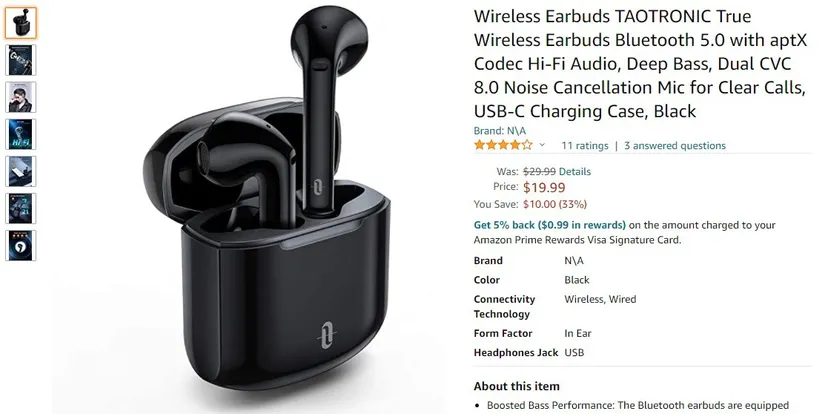 Wireless Earbuds TAOTRONIC True
Wireless Earbuds Bluetooth 5.0 with aptX
Codec Hi-Fi Audio, Deep Bass, Dual CVC
8.0 Noise Cancellation Mic for Clear Calls,
USB-C Charging Case, Black
Brand: N\A
11 ratings | 3 answered questions
Was: $29.99 Details
Price: $19.99
You Save: $10.00 (33%)
Get 5% back ($0.99 in rewards) on the amount charged to your
Amazon Prime Rewards Visa Signature Card.
Brand N\A
Color Black
Connectivity Wireless, Wired
Technology
Form Factor In Ear
Headphones Jack USB
About this item
• Boosted Bass Performance: The Bluetooth earbuds are equipped